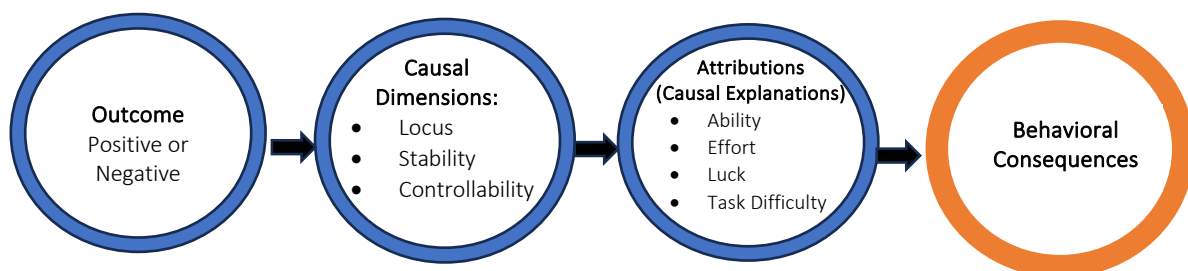 Outcome
Positive or
Negative
Causal
Dimensions:
• Locus
• Stability
• Controllability
Attributions
(Causal Explanations)
• Ability
• Effort
• Luck
• Task Difficulty
Behavioral
Consequences